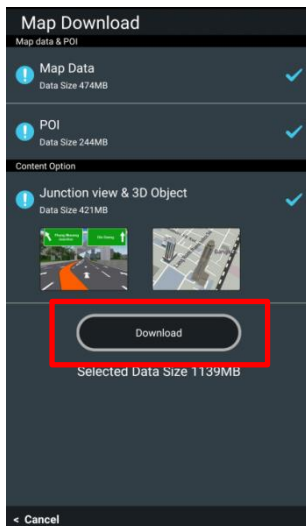 Map Download
Map data & POI
Map Data
Data Size 474MB
POI
Data Size 244MB
Content Option
Junction view & 3D Object
Data Size 421MB
Download
Selected Data Size 1139MB
< Cancel